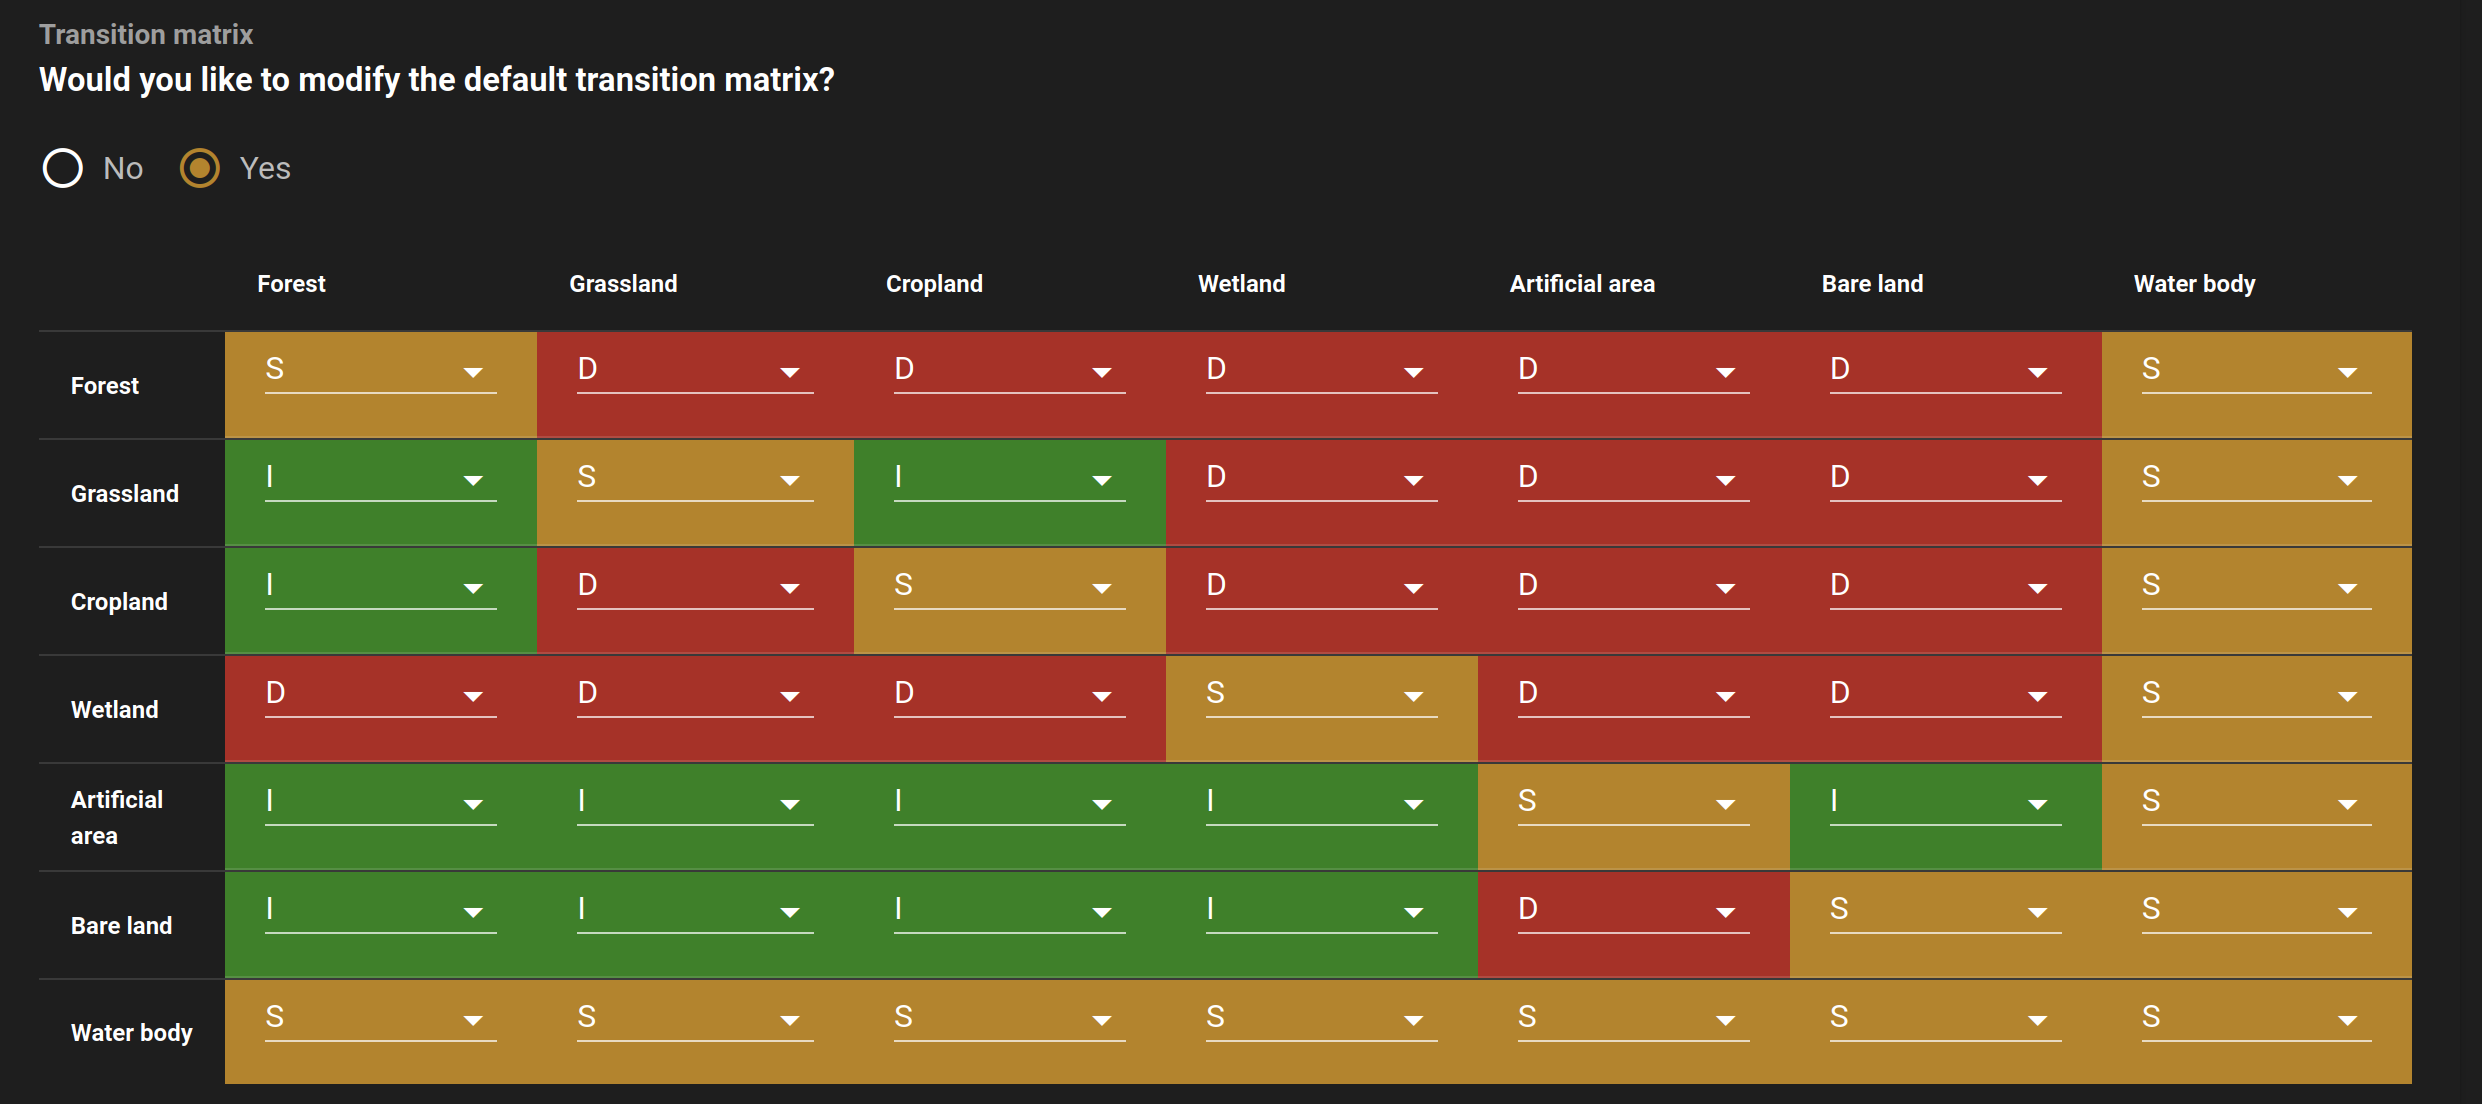 Transition matrix
Would you like to modify the default transition matrix?
No Yes
Forest Grassland Cropland Wetland Artificial area Bare land Water body
Forest S D D D D D S
Grassland I S I D D D S
Cropland I D S D D D S
Wetland D D D S D D S
Artificial
area I I I I S I S
Bare land I I I I D S S
Water body S S S S S S S